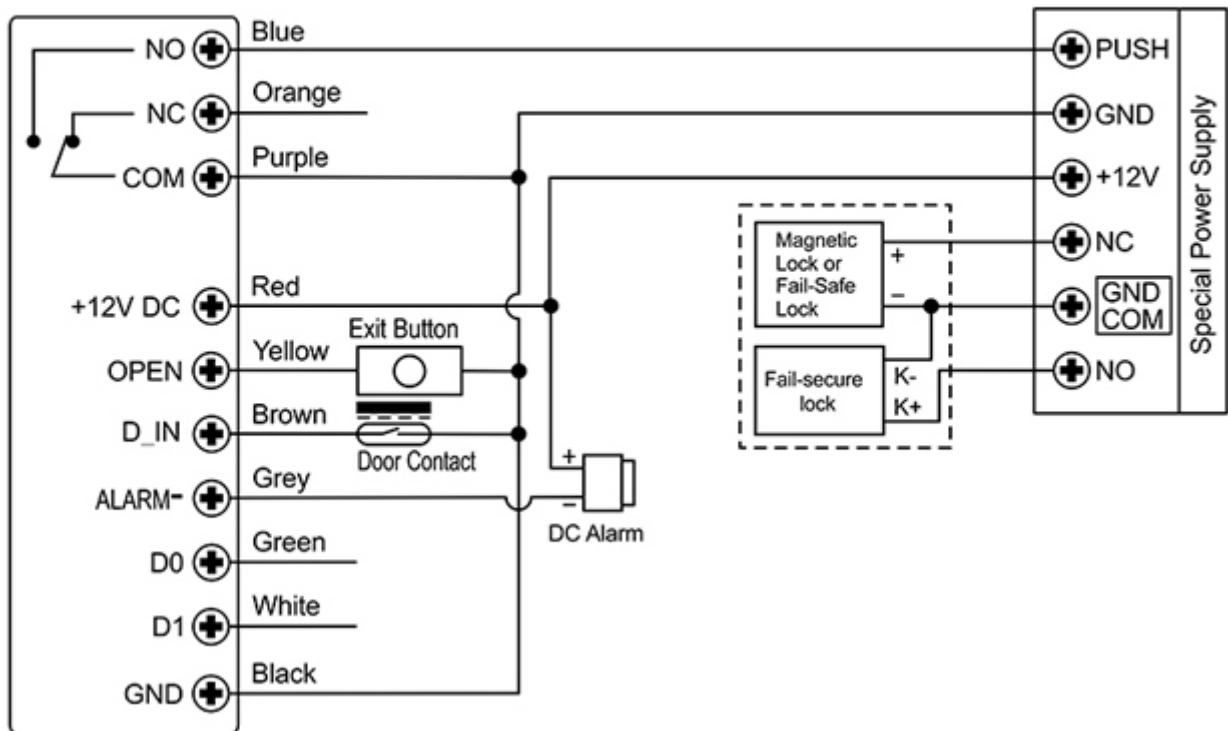 NO
Blue
NC
Orange
COM
Purple
+12V DC
Red
OPEN
Yellow
Exit Button
D_IN
Brown
Door Contact
ALARM-
Grey
+
-
DC Alarm
D0
Green
D1
White
GND
Black
Magnetic
Lock or
Fail-Safe
Lock
+
-
Fail-secure
lock
K-
K+
PUSH
GND
+12V
NC
GND
COM
NO
Special Power Supply